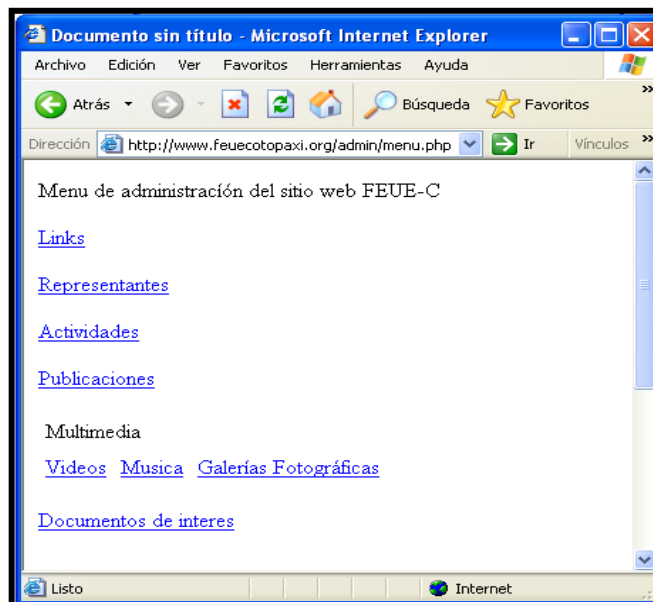 Documento sin título - Microsoft Internet Explorer
Archivo Edición Ver Favoritos Herramientas Ayuda
Atrás Búsqueda Favoritos
Dirección http://www.feuecotopaxi.org/admin/menu.php Ir Vínculos
Menu de administracíón del sitio web FEUE-C
Links
Representantes
Actividades
Publicaciones
Multimedia
Videos Musica Galerías Fotográficas
Documentos de interes
Listo Internet